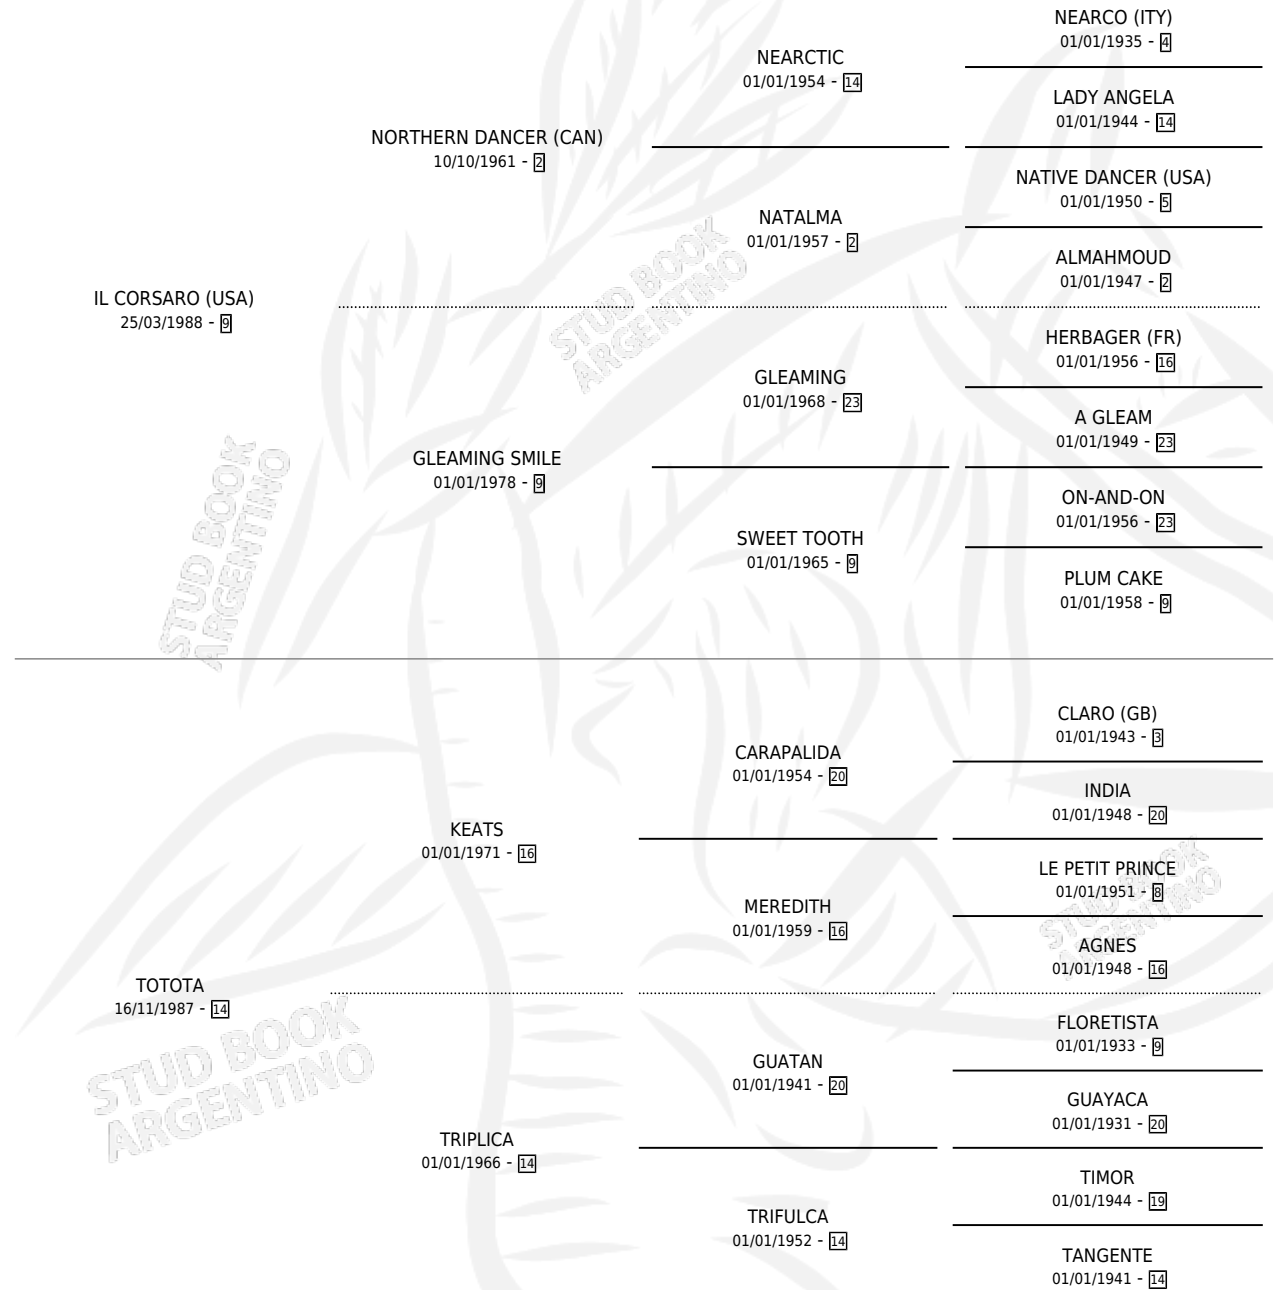 NEARCO (ITY)
01/01/1935 - 4
NEARCTIC
01/01/1954 - 14
LADY ANGELA
01/01/1944 - 14
NORTHERN DANCER (CAN)
10/10/1961 - 2
NATIVE DANCER (USA)
01/01/1950 - 5
NATALMA
01/01/1957 - 2
ALMAHMOUD
01/01/1947 - 2
IL CORSARO (USA)
25/03/1988 - 9
STUD BOOK
ARGENTINO
HERBAGER (FR)
01/01/1956 - 16
GLEAMING
01/01/1968 - 23
A GLEAM
01/01/1949 - 23
GLEAMING SMILE
01/01/1978 - 9
ON-AND-ON
01/01/1956 - 23
SWEET TOOTH
01/01/1965 - 9
PLUM CAKE
01/01/1958 - 9
STUD BOOK
ARGENTINO
CLARO (GB)
01/01/1943 - 3
CARAPALIDA
01/01/1954 - 20
INDIA
01/01/1948 - 20
KEATS
01/01/1971 - 16
LE PETIT PRINCE
01/01/1951 - 8
MEREDITH
01/01/1959 - 16
STUD BOOK
ARGENTINO
AGNES
01/01/1948 - 16
TOTOTA
16/11/1987 - 14
STUD BOOK
ARGENTINO
FLORETISTA
01/01/1933 - 9
GUATAN
01/01/1941 - 20
GUAYACA
01/01/1931 - 20
TRIPLICA
01/01/1966 - 14
TIMOR
01/01/1944 - 19
TRIFULCA
01/01/1952 - 14
TANGENTE
01/01/1941 - 14